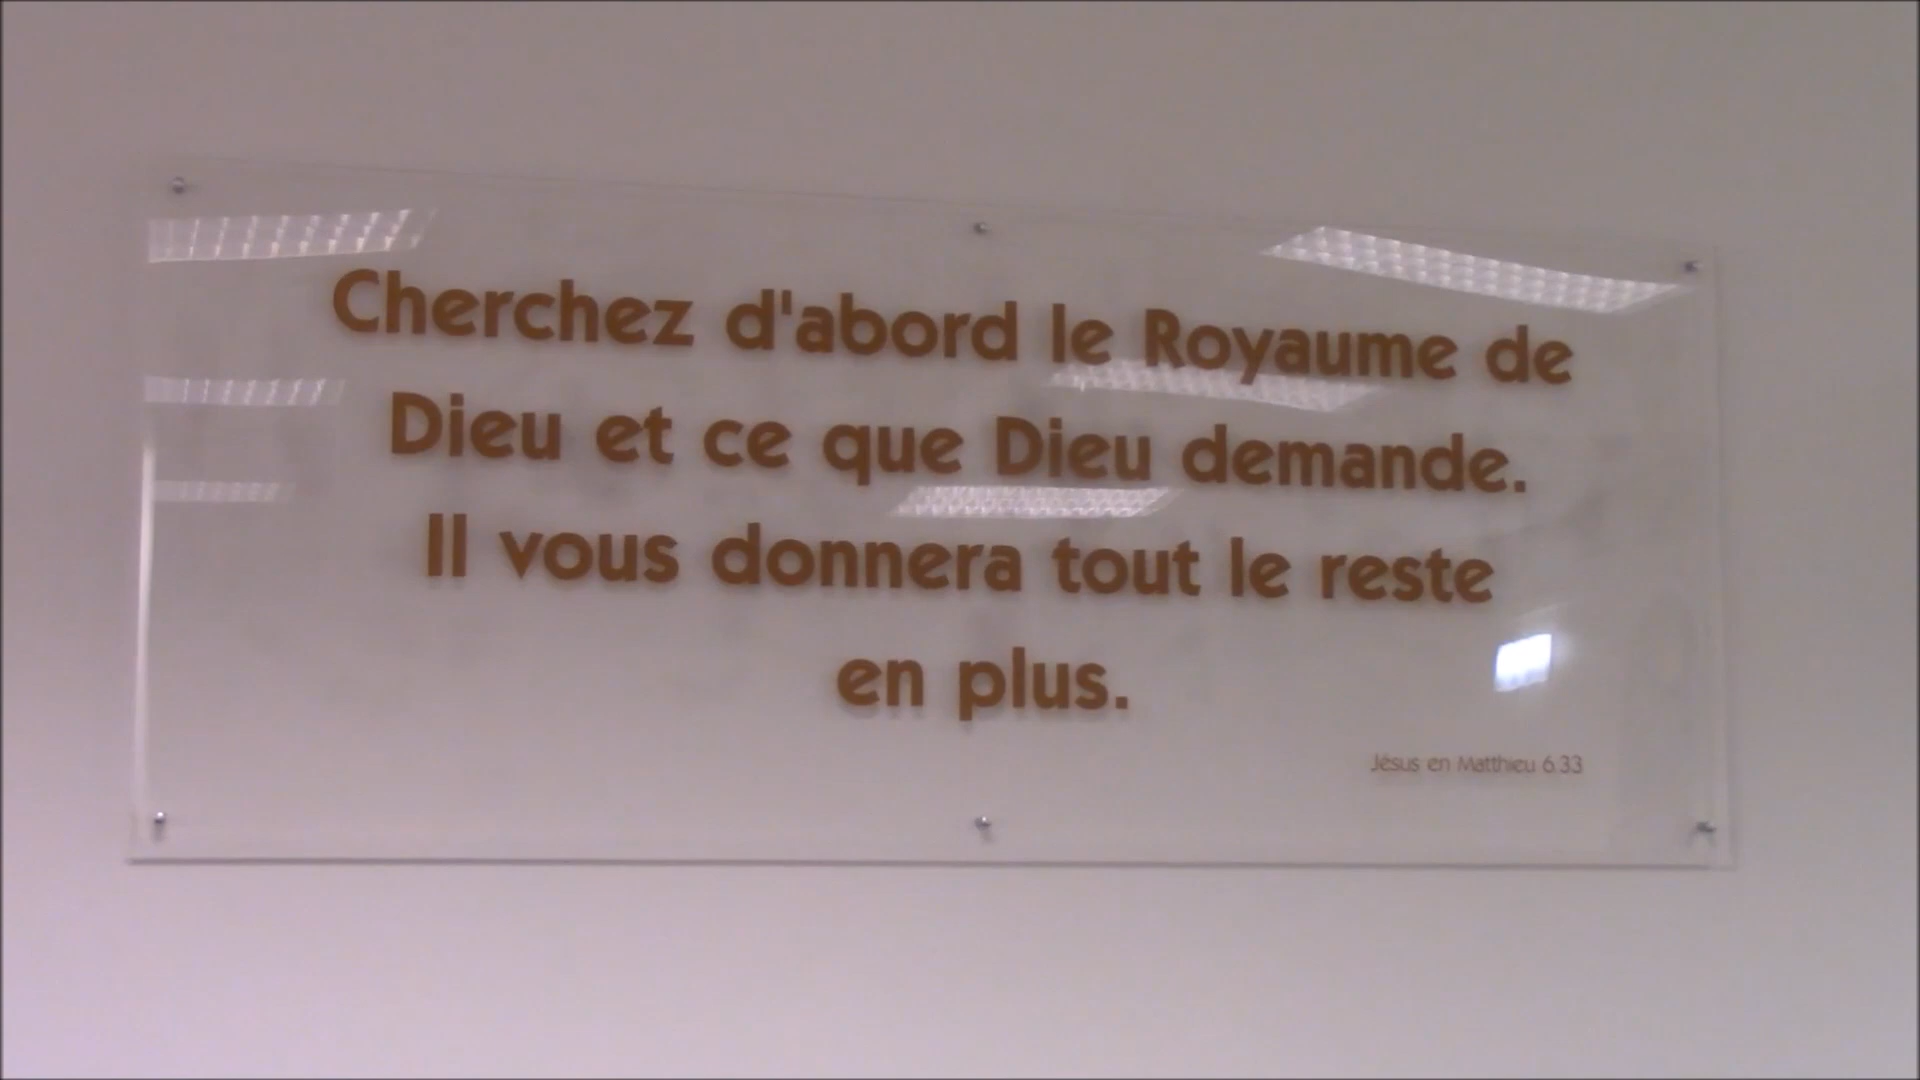 Cherchez d'abord le Royaume de
Dieu et ce que Dieu demande.
Il vous donnera tout le reste
en plus.
Jésus en Matthieu 6.33